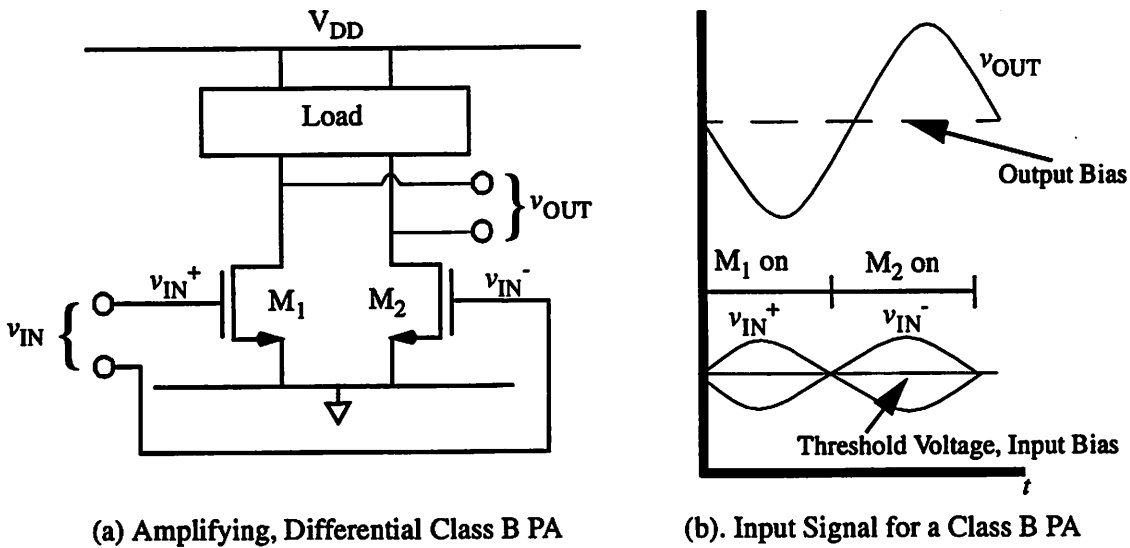 V_DD
Load
v_OUT
v_IN^+
M_1
M_2
v_IN^-
v_IN
(a) Amplifying, Differential Class B PA
v_OUT
Output Bias
M_1 on
M_2 on
v_IN^+
v_IN^-
Threshold Voltage, Input Bias
t
(b). Input Signal for a Class B PA